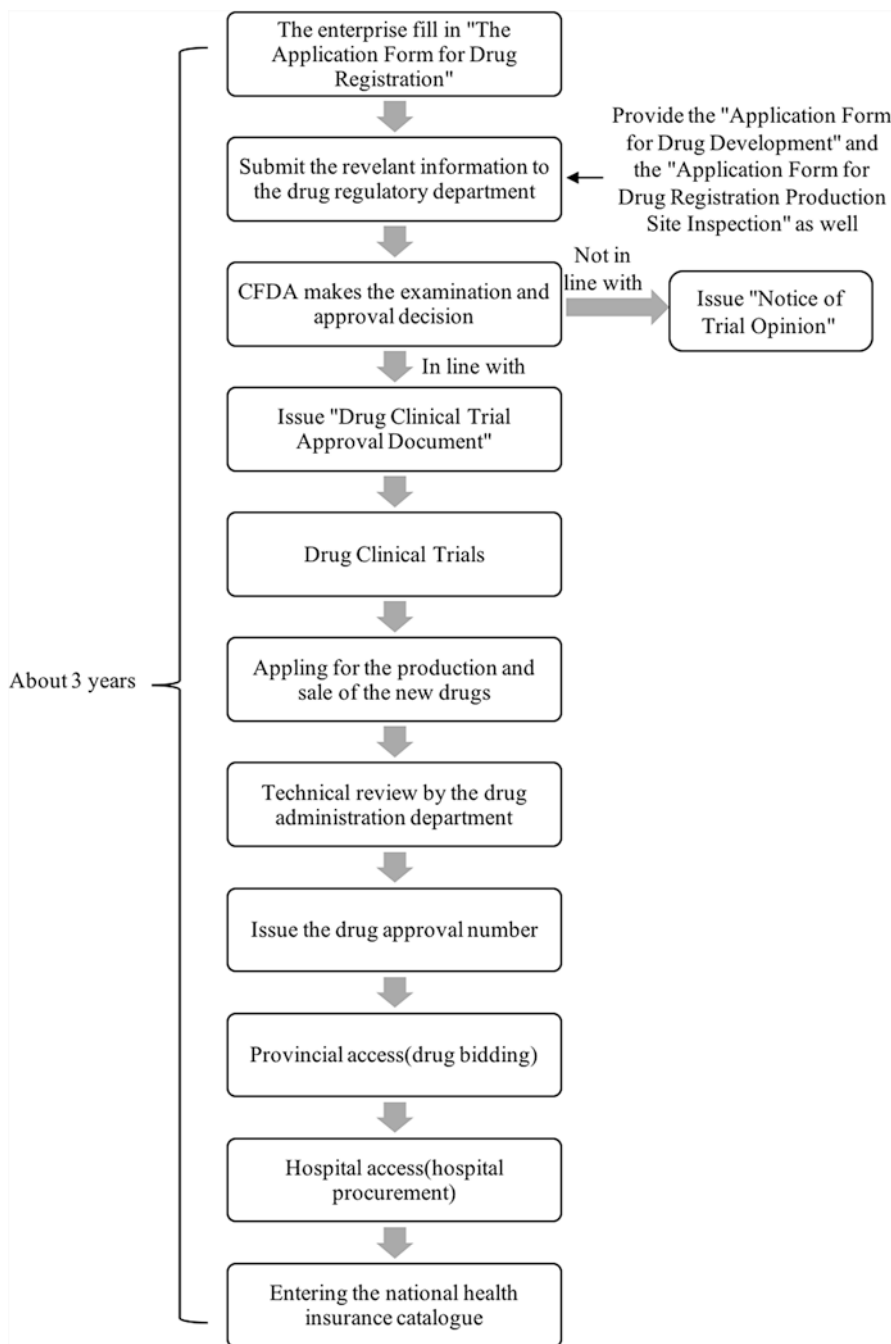 The enterprise fill in "The
Application Form for Drug
Registration"
Provide the "Application Form
for Drug Development" and
the "Application Form for
Drug Registration Production
Site Inspection" as well
Submit the revelant information to
the drug regulatory department
Not in
line with
CFDA makes the examination and
approval decision
Issue "Notice of
Trial Opinion"
In line with
Issue "Drug Clinical Trial
Approval Document"
Drug Clinical Trials
About 3 years
Appling for the production and
sale of the new drugs
Technical review by the drug
administration department
Issue the drug approval number
Provincial access(drug bidding)
Hospital access(hospital
procurement)
Entering the national health
insurance catalogue